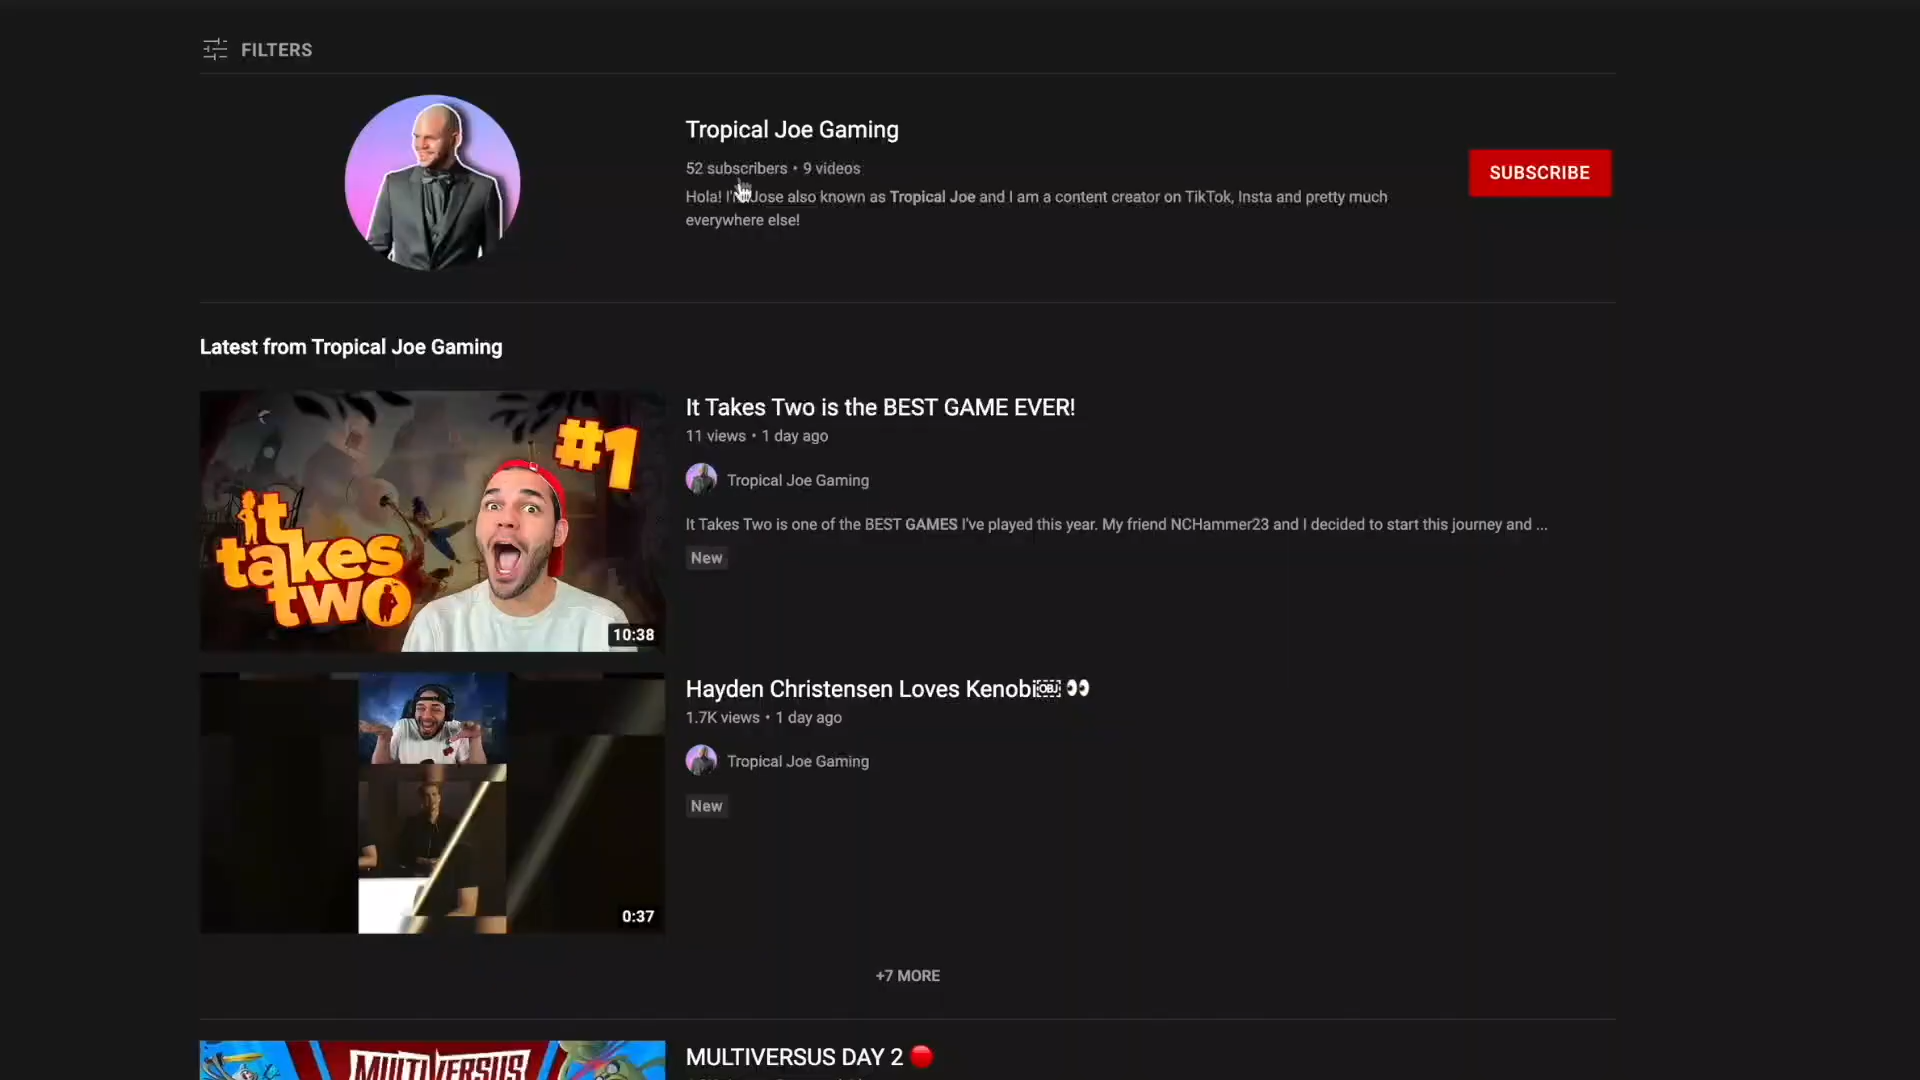 FILTERS
Tropical Joe Gaming
52 subscribers • 9 videos
SUBSCRIBE
Hola! I'm Jose also known as Tropical Joe and I am a content creator on TikTok, Insta and pretty much
everywhere else!
Latest from Tropical Joe Gaming
#1
it
takes
two
10:38
It Takes Two is the BEST GAME EVER!
11 views • 1 day ago
Tropical Joe Gaming
It Takes Two is one of the BEST GAMES I've played this year. My friend NCHammer23 and I decided to start this journey and ...
New
0:37
Hayden Christensen Loves Kenobi￼ 👀
1.7K views • 1 day ago
Tropical Joe Gaming
New
+7 MORE
MULTIVERSUS
MULTIVERSUS DAY 2 🔴